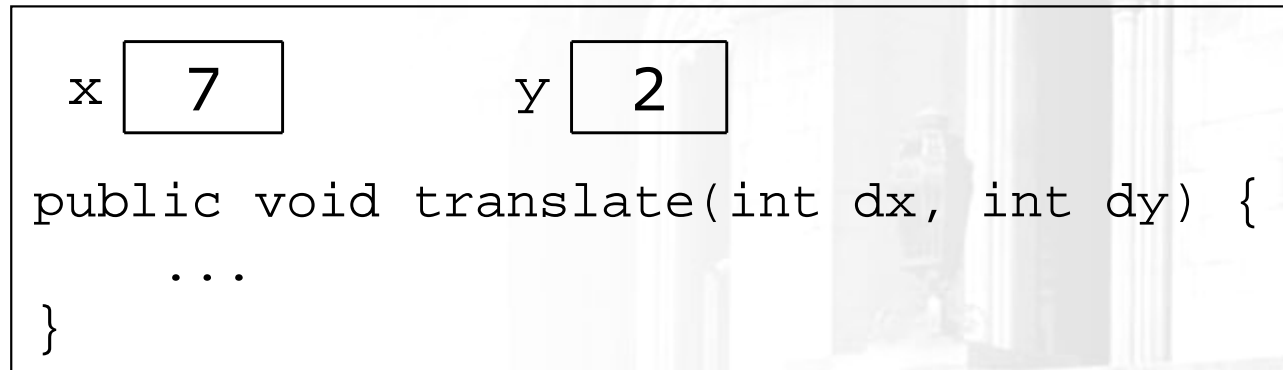 x 7 y 2
public void translate(int dx, int dy) {
    ...
}